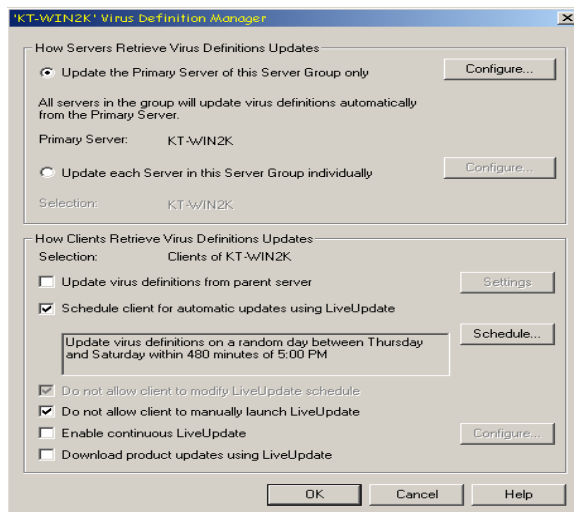 'KT-WIN2K' Virus Definition Manager
How Servers Retrieve Virus Definitions Updates
Update the Primary Server of this Server Group only
Configure...
All servers in the group will update virus definitions automatically
from the Primary Server.
Primary Server: KT-WIN2K
Update each Server in this Server Group individually
Configure...
Selection: KT-WIN2K
How Clients Retrieve Virus Definitions Updates
Selection: Clients of KT-WIN2K
Update virus definitions from parent server
Settings
Schedule client for automatic updates using LiveUpdate
Schedule...
Update virus definitions on a random day between Thursday
and Saturday within 480 minutes of 5:00 PM
Do not allow client to modify LiveUpdate schedule
Do not allow client to manually launch LiveUpdate
Enable continuous LiveUpdate
Configure...
Download product updates using LiveUpdate
OK Cancel Help